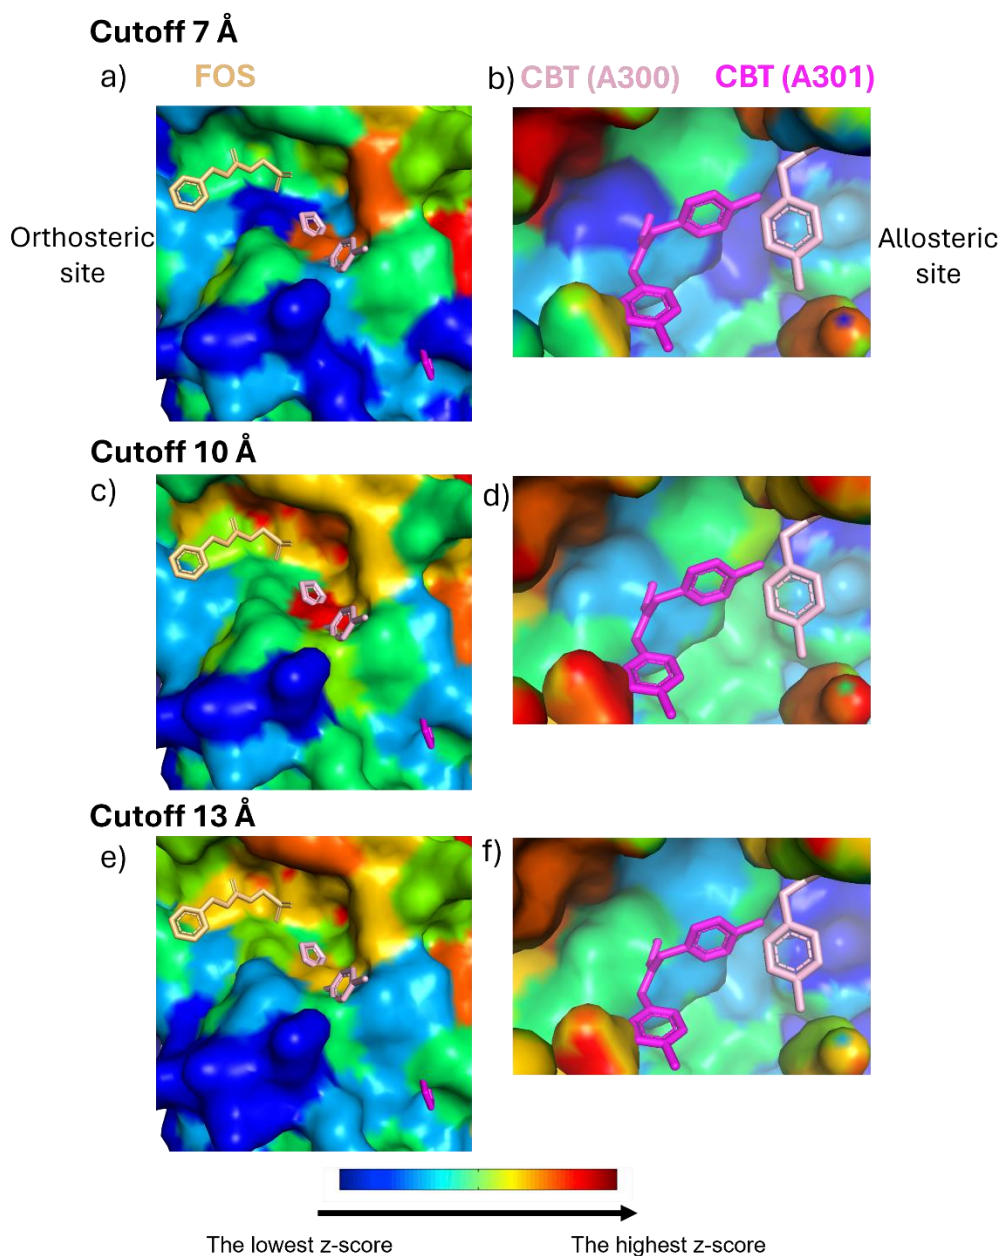 Cutoff 7 Å
a) FOS b) CBT (A300) CBT (A301)
Orthosteric
site
Allosteric
site
Cutoff 10 Å
c) d)
Cutoff 13 Å
e) f)
The lowest z-score The highest z-score